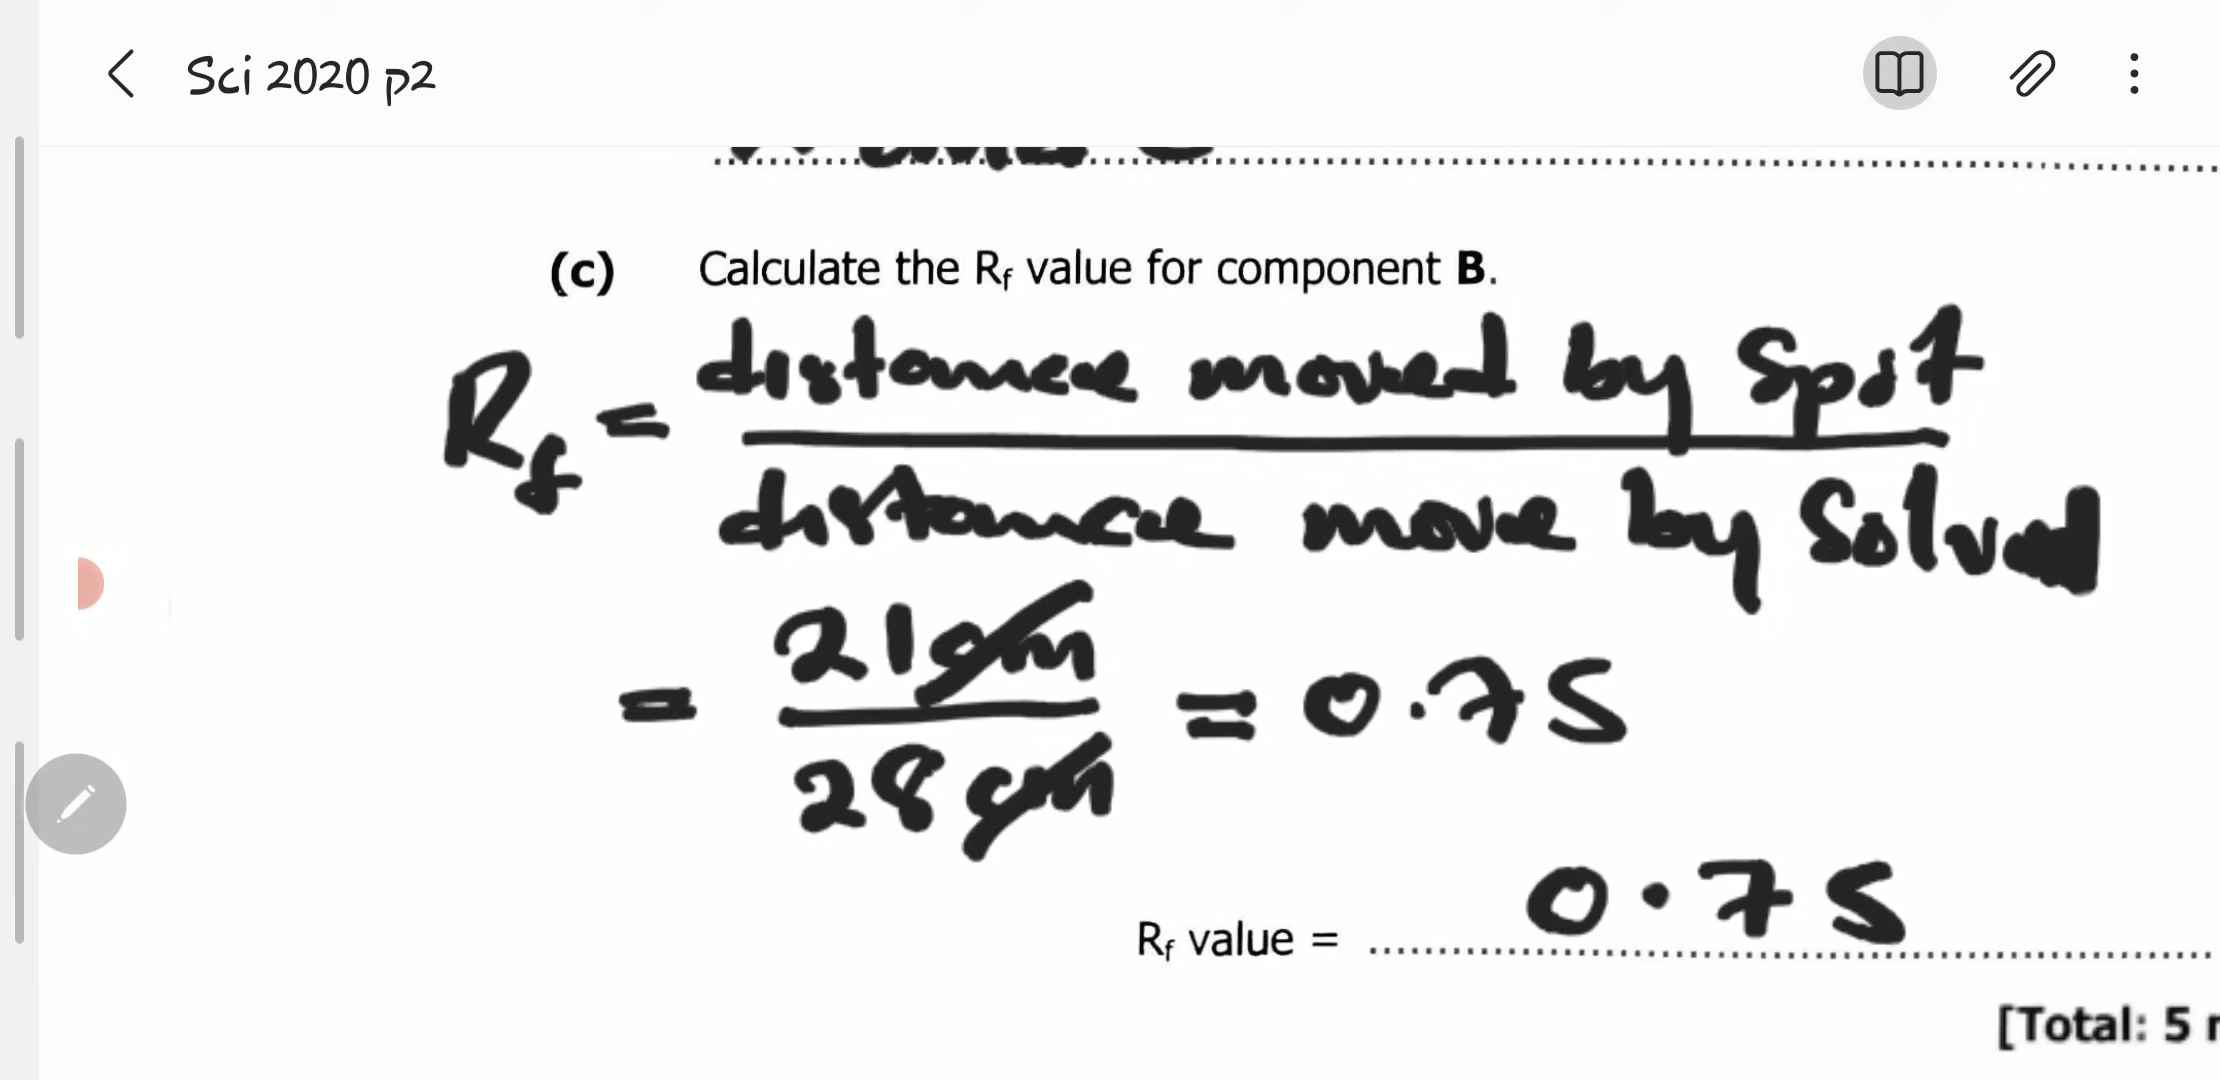 Sci 2020 p2
(c) Calculate the Rf value for component B.
Rf = distance moved by Spot
distance move by Solved
= 21cm = 0.75
28cm
0.75
Rf value =
[Total: 5